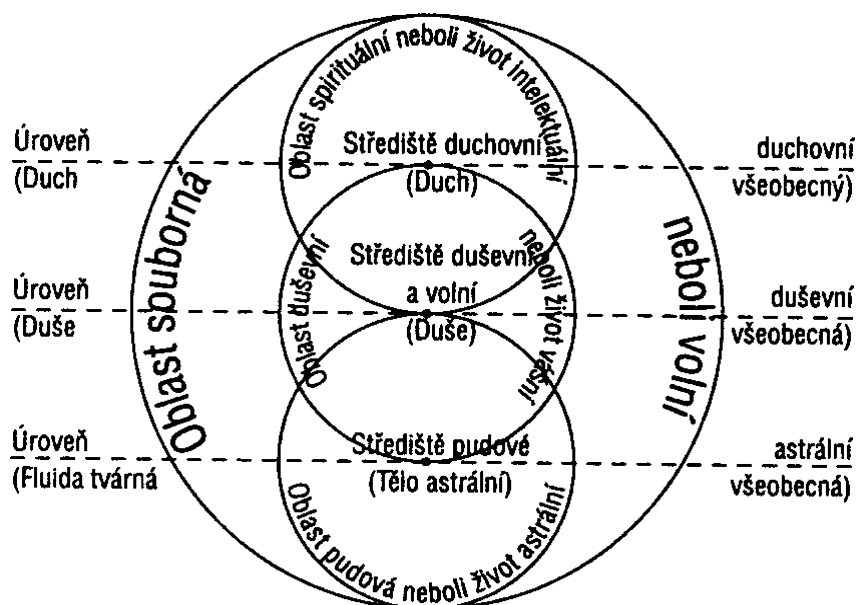 Oblast spirituální neboli život intelektuální
Úroveň
Střediště duchovní
duchovní
(Duch
(Duch)
všeobecný)
Oblast souborná
neboli volní
Oblast duševní
neboli život vášní
Střediště duševní
a volní
Úroveň
duševní
(Duše
(Duše)
všeobecná)
Úroveň
Střediště pudové
astrální
(Fluida tvárná
(Tělo astrální)
všeobecná)
Oblast pudová neboli život astrální